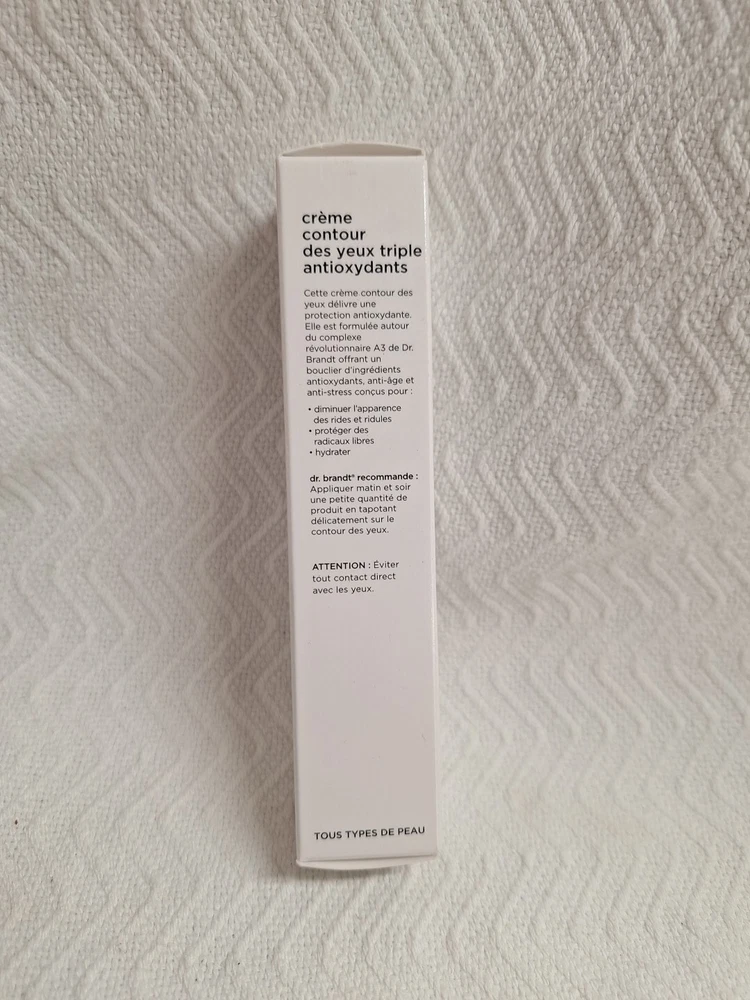 crème
contour
des yeux triple
antioxydants
Cette crème contour des
yeux délivre une
protection antioxydante.
Elle est formulée autour
du complexe
révolutionnaire A3 de Dr.
Brandt offrant un
bouclier d'ingrédients
antioxydants, anti-âge et
anti-stress conçus pour :
• diminuer l'apparence
des rides et ridules
• protéger des
radicaux libres
• hydrater
dr. brandt® recommande :
Appliquer matin et soir
une petite quantité de
produit en tapotant
délicatement sur le
contour des yeux.
ATTENTION : Éviter
tout contact direct
avec les yeux.
TOUS TYPES DE PEAU